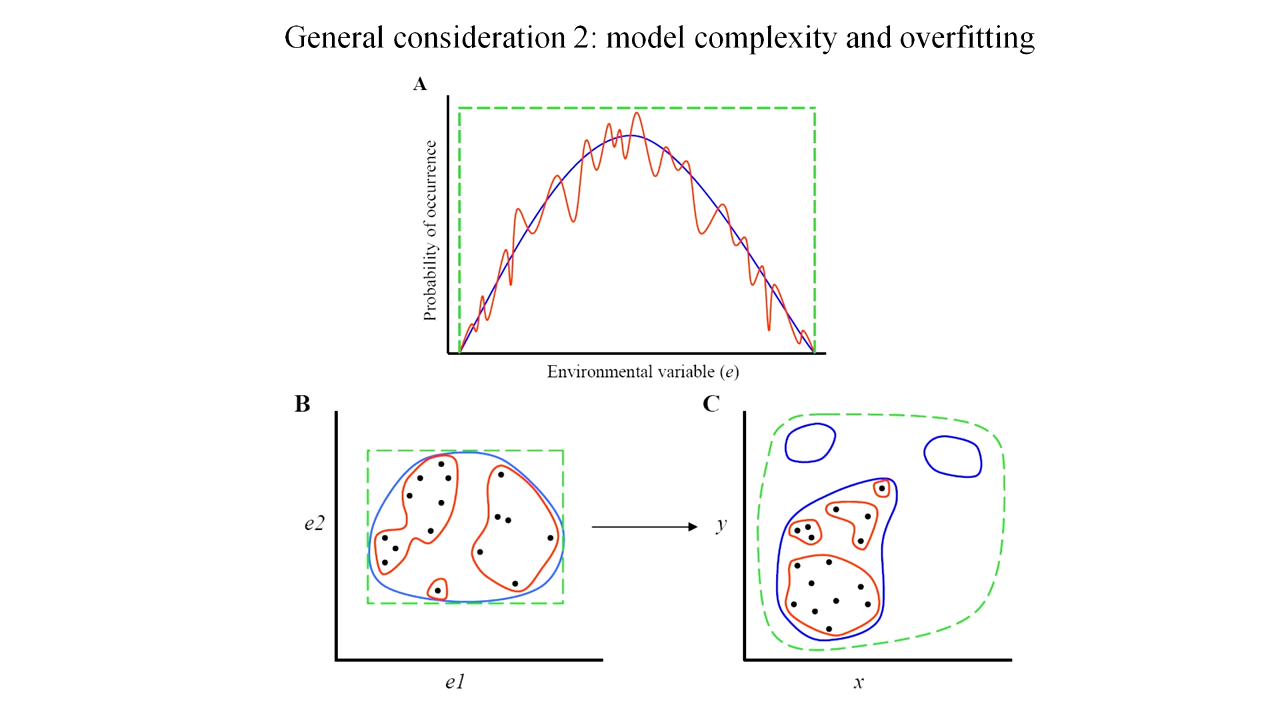 General consideration 2: model complexity and overfitting
A
Probability of occurrence
Environmental variable (e)
B
e2
e1
C
y
x